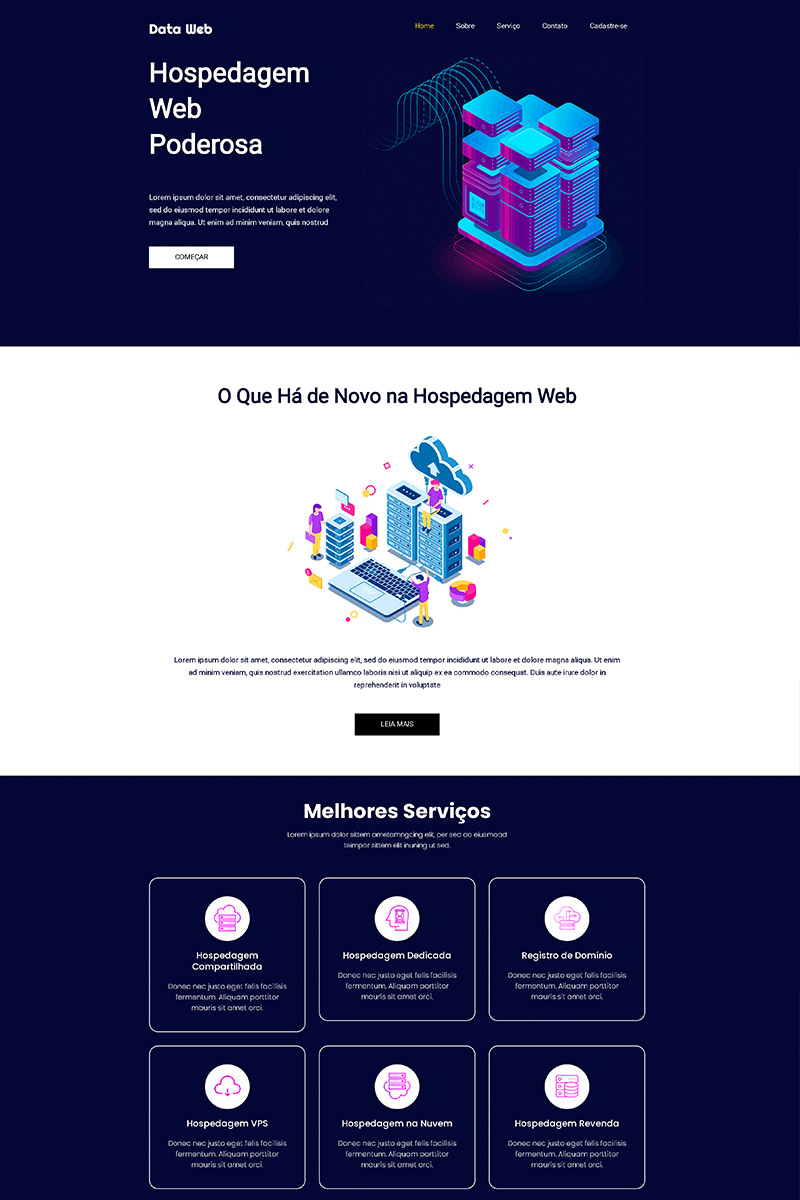 Data Web
Home Sobre Serviço Contato Cadastre-se
Hospedagem
Web
Poderosa
Lorem ipsum dolor sit amet, consectetur adipiscing elit,
sed do eiusmod tempor incididunt ut labore et dolore
magna aliqua. Ut enim ad minim veniam, quis nostrud
COMEÇAR
O Que Há de Novo na Hospedagem Web
Lorem ipsum dolor sit amet, consectetur adipiscing elit, sed do eiusmod tempor incididunt ut labore et dolore magna aliqua. Ut enim
ad minim veniam, quis nostrud exercitation ullamco laboris nisi ut aliquip ex ea commodo consequat. Duis aute irure dolor in
reprehenderit in voluptate
LEIA MAIS
Melhores Serviços
Lorem ipsum dolor sittem ametamngcing elit, per sed do eiusmoad
teimpor sittem elit inuning ut sed.
Hospedagem
Compartilhada
Donec nec justo eget felis facilisis
fermentum. Aliquam porttitor
mauris sit amet orci.
Hospedagem Dedicada
Donec nec justo eget felis facilisis
fermentum. Aliquam porttitor
mauris sit amet orci.
Registro de Domínio
Donec nec justo eget felis facilisis
fermentum. Aliquam porttitor
mauris sit amet orci.
Hospedagem VPS
Donec nec justo eget felis facilisis
fermentum. Aliquam porttitor
mauris sit amet orci.
Hospedagem na Nuvem
Donec nec justo eget felis facilisis
fermentum. Aliquam porttitor
mauris sit amet orci.
Hospedagem Revenda
Donec nec justo eget felis facilisis
fermentum. Aliquam porttitor
mauris sit amet orci.